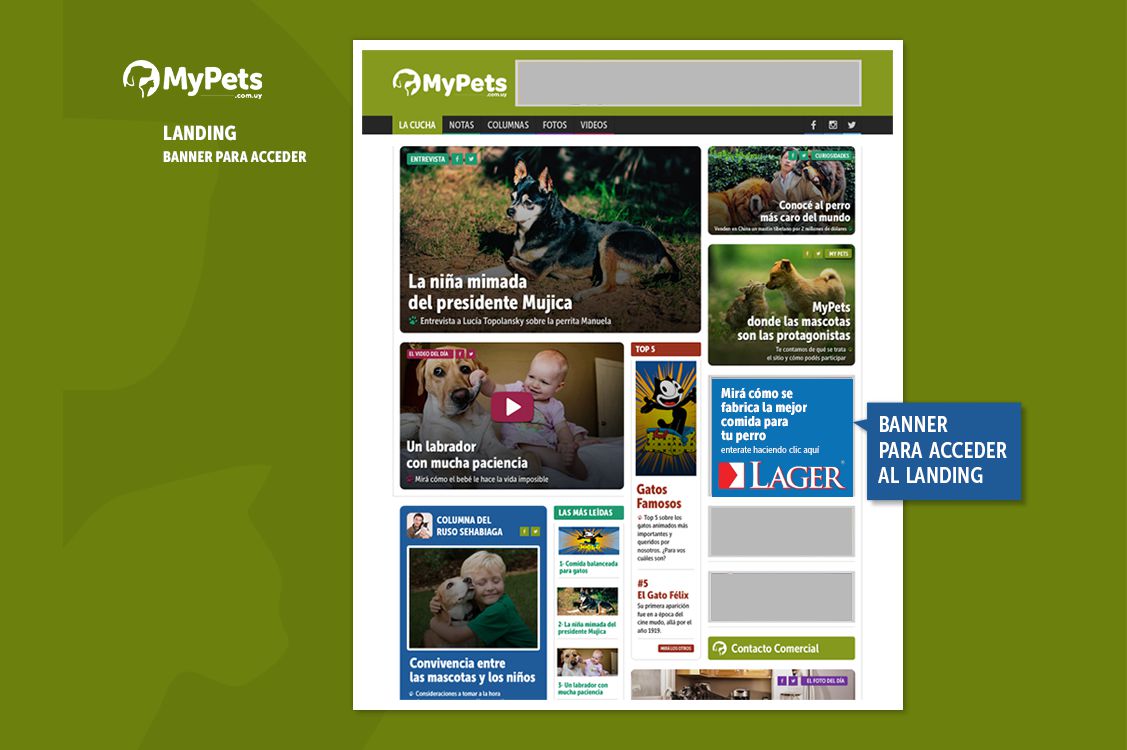 MyPets
.com.uy
LANDING
BANNER PARA ACCEDER
MyPets
.com.uy
LA CUCHA
NOTAS
COLUMNAS
FOTOS
VIDEOS
ENTREVISTA
La niña mimada
del presidente Mujica
Entrevista a Lucía Topolansky sobre la perrita Manuela
CURIOSIDADES
Conocé al perro
más caro del mundo
Venden en China un mastín tibetano por 2 millones de dólares
MY PETS
MyPets
donde las mascotas
son las protagonistas
Te contamos de qué se trata
el sitio y cómo podés participar
EL VIDEO DEL DÍA
Un labrador
con mucha paciencia
Mirá cómo el bebé le hace la vida imposible
TOP 5
Gatos
Famosos
Top 5 sobre los
gatos animados más
importantes y
queridos por
nosotros. ¿Para vos
cuáles son?
#5
El Gato Félix
Su primera aparición
fue en a época del
cine mudo, allá por el
año 1919.
MIRÁ LOS OTROS
Mirá cómo se
fabrica la mejor
comida para
tu perro
enterate haciendo clic aquí
LAGER®
BANNER
PARA ACCEDER
AL LANDING
COLUMNA DEL
RUSO SEHABIAGA
Convivencia entre
las mascotas y los niños
Consideraciones a tomar a la hora
LAS MÁS LEÍDAS
1- Comida balanceada
para gatos
2- La niña mimada del
presidente Mujica
3- Un labrador con
mucha paciencia
Contacto Comercial
EL FOTO DEL DÍA